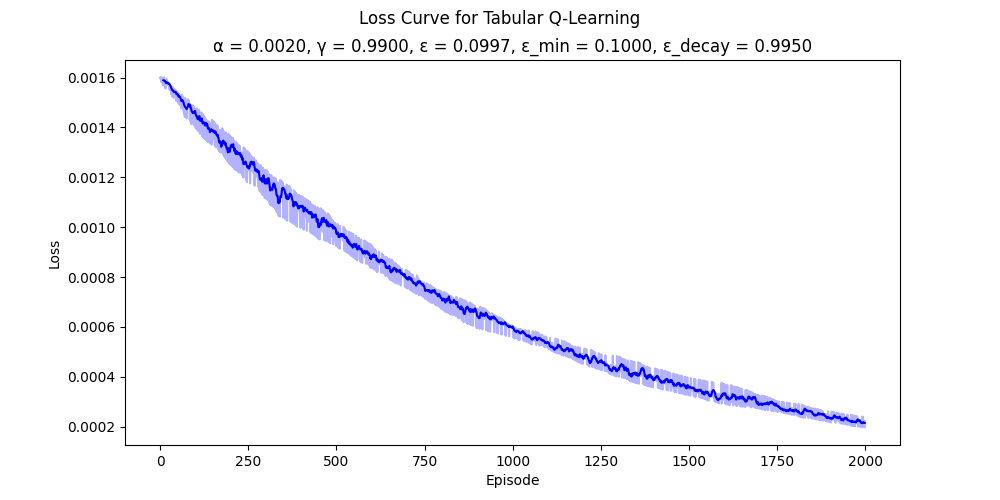 Loss Curve for Tabular Q-Learning
α = 0.0020, γ = 0.9900, ε = 0.0997, ε_min = 0.1000, ε_decay = 0.9950
0.0016
0.0014
0.0012
0.0010
0.0008
0.0006
0.0004
0.0002
Loss
0 250 500 750 1000 1250 1500 1750 2000
Episode